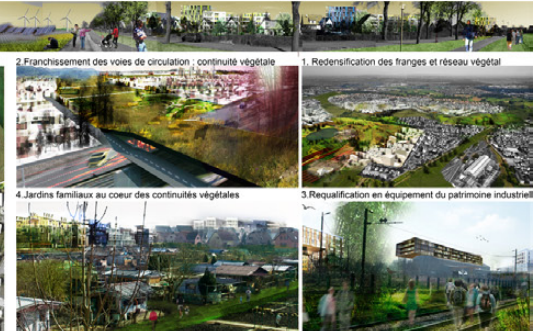 2.Franchissement des voies de circulation : continuité végétale
1. Redensification des franges et réseau végétal
4.Jardins familiaux au coeur des continuités végétales
3.Requalification en équipement du patrimoine industriel